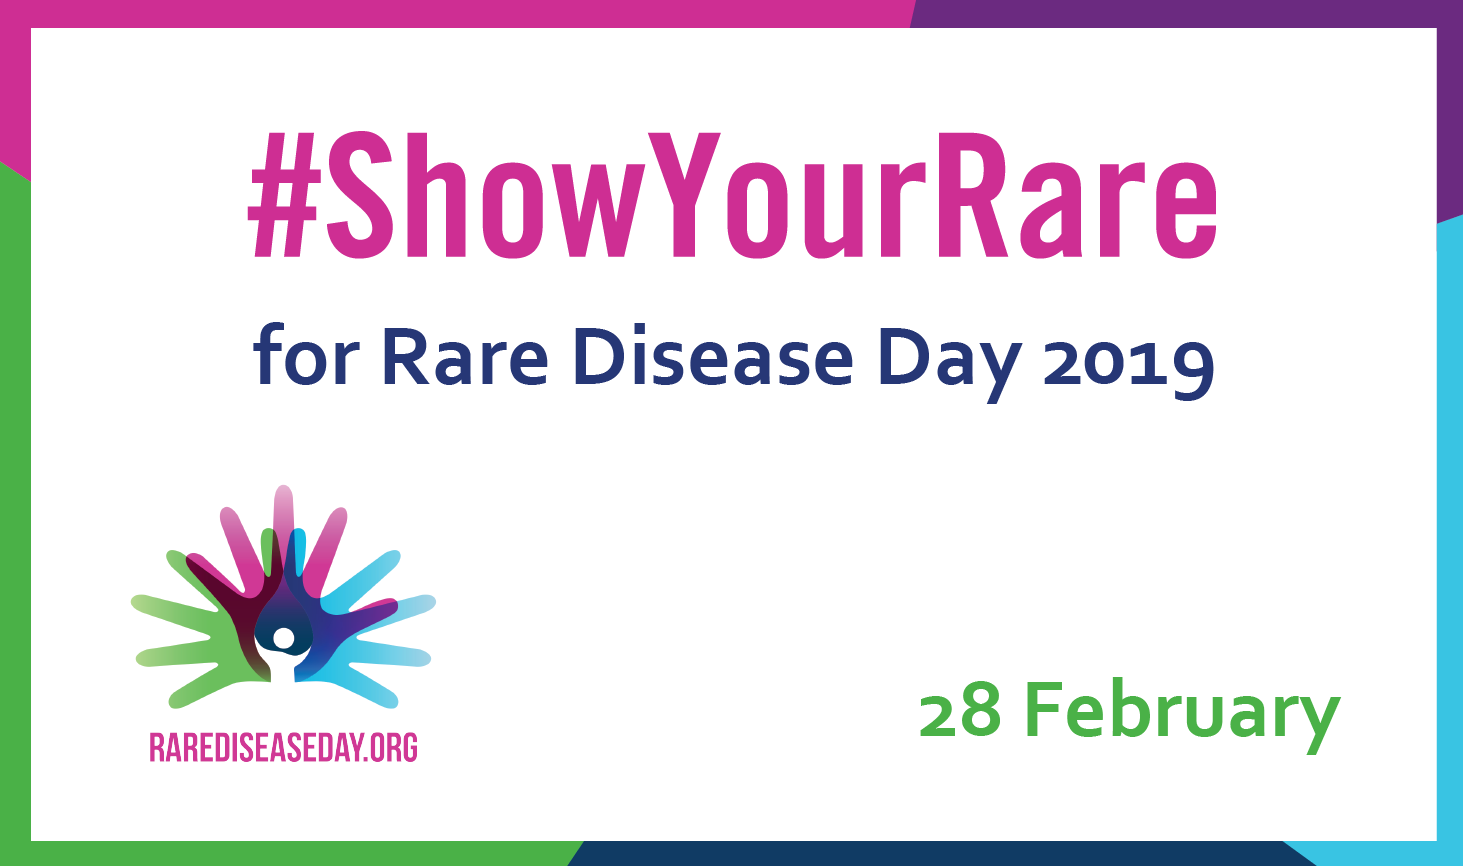 #ShowYourRare
for Rare Disease Day 2019
RAREDISEASEDAY.ORG
28 February